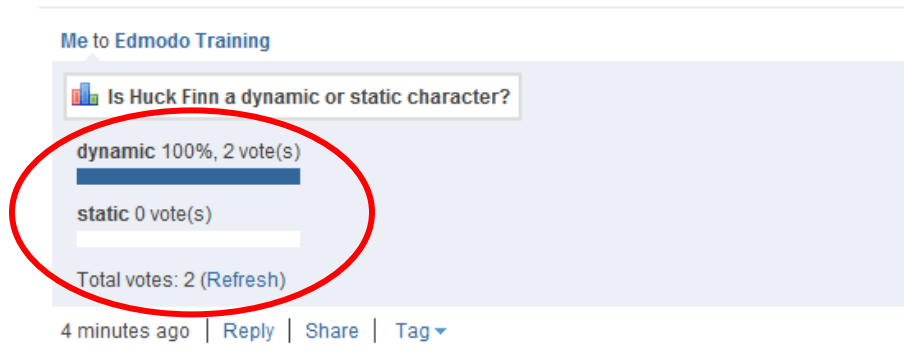 Me to Edmodo Training
Is Huck Finn a dynamic or static character?
dynamic 100%, 2 vote(s)
static 0 vote(s)
Total votes: 2 (Refresh)
4 minutes ago | Reply | Share | Tag